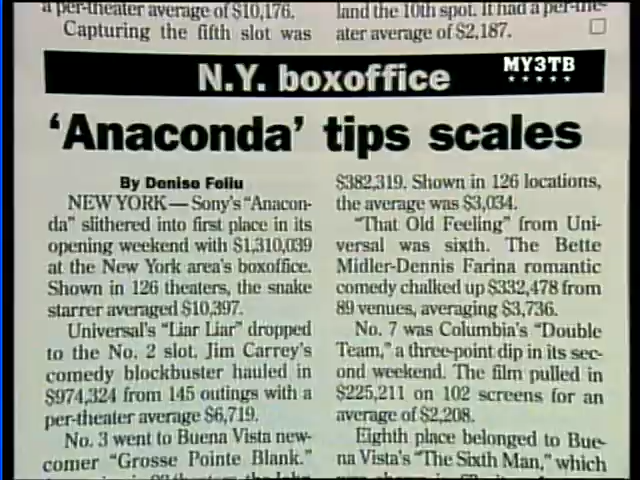 a per-theater average of $10,176.
Capturing the fifth slot was
land the 10th spot. It had a per-the-
ater average of $2,187.
N.Y. boxoffice
MY3TB
'Anaconda' tips scales
By Denise Feliu
NEW YORK — Sony's "Anacon-
da" slithered into first place in its
opening weekend with $1,310,039
at the New York area's boxoffice.
Shown in 126 theaters, the snake
starrer averaged $10,397.
Universal's "Liar Liar" dropped
to the No. 2 slot. Jim Carrey's
comedy blockbuster hauled in
$974,324 from 145 outings with a
per-theater average $6,719.
No. 3 went to Buena Vista new-
comer "Grosse Pointe Blank."
$382,319. Shown in 126 locations,
the average was $3,034.
"That Old Feeling" from Uni-
versal was sixth. The Bette
Midler-Dennis Farina romantic
comedy chalked up $332,478 from
89 venues, averaging $3,736.
No. 7 was Columbia's "Double
Team," a three-point dip in its sec-
ond weekend. The film pulled in
$225,211 on 102 screens for an
average of $2,208.
Eighth place belonged to Bue-
na Vista's "The Sixth Man," which